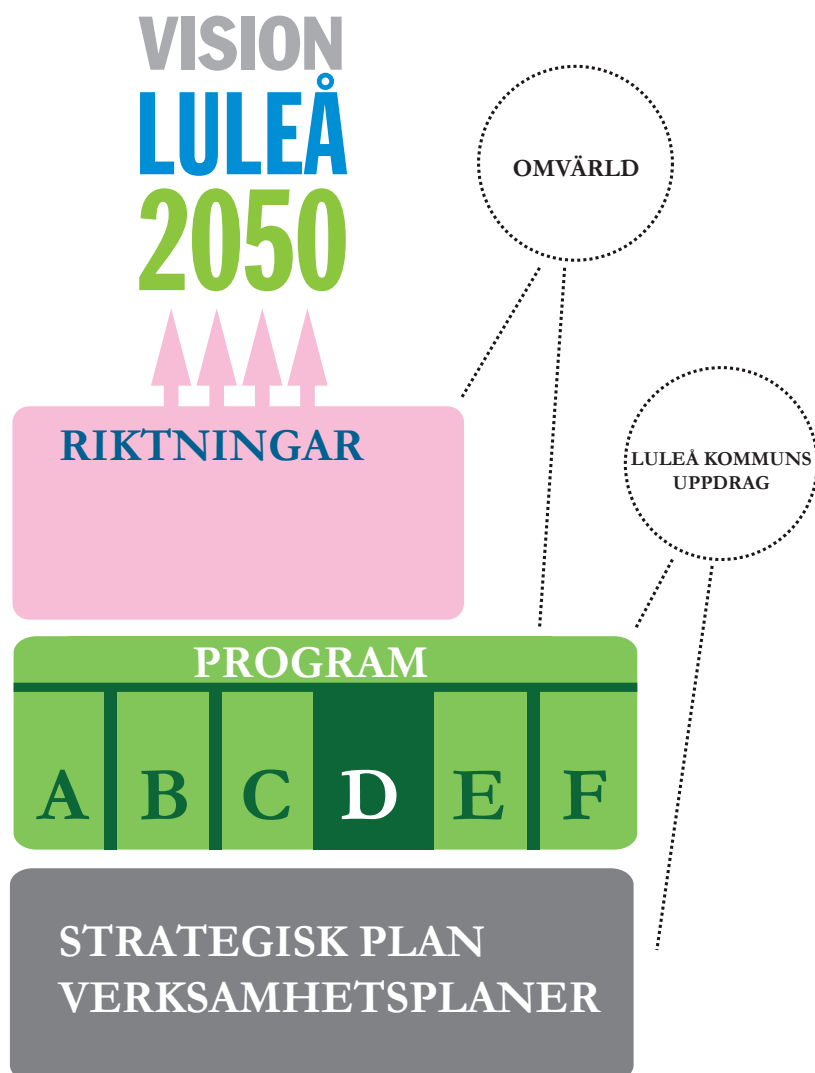 VISION
LULEÅ
2050
OMVÄRLD
RIKTNINGAR
LULEÅ KOMMUNS
UPPDRAG
PROGRAM
A B C D E F
STRATEGISK PLAN
VERKSAMHETSPLANER